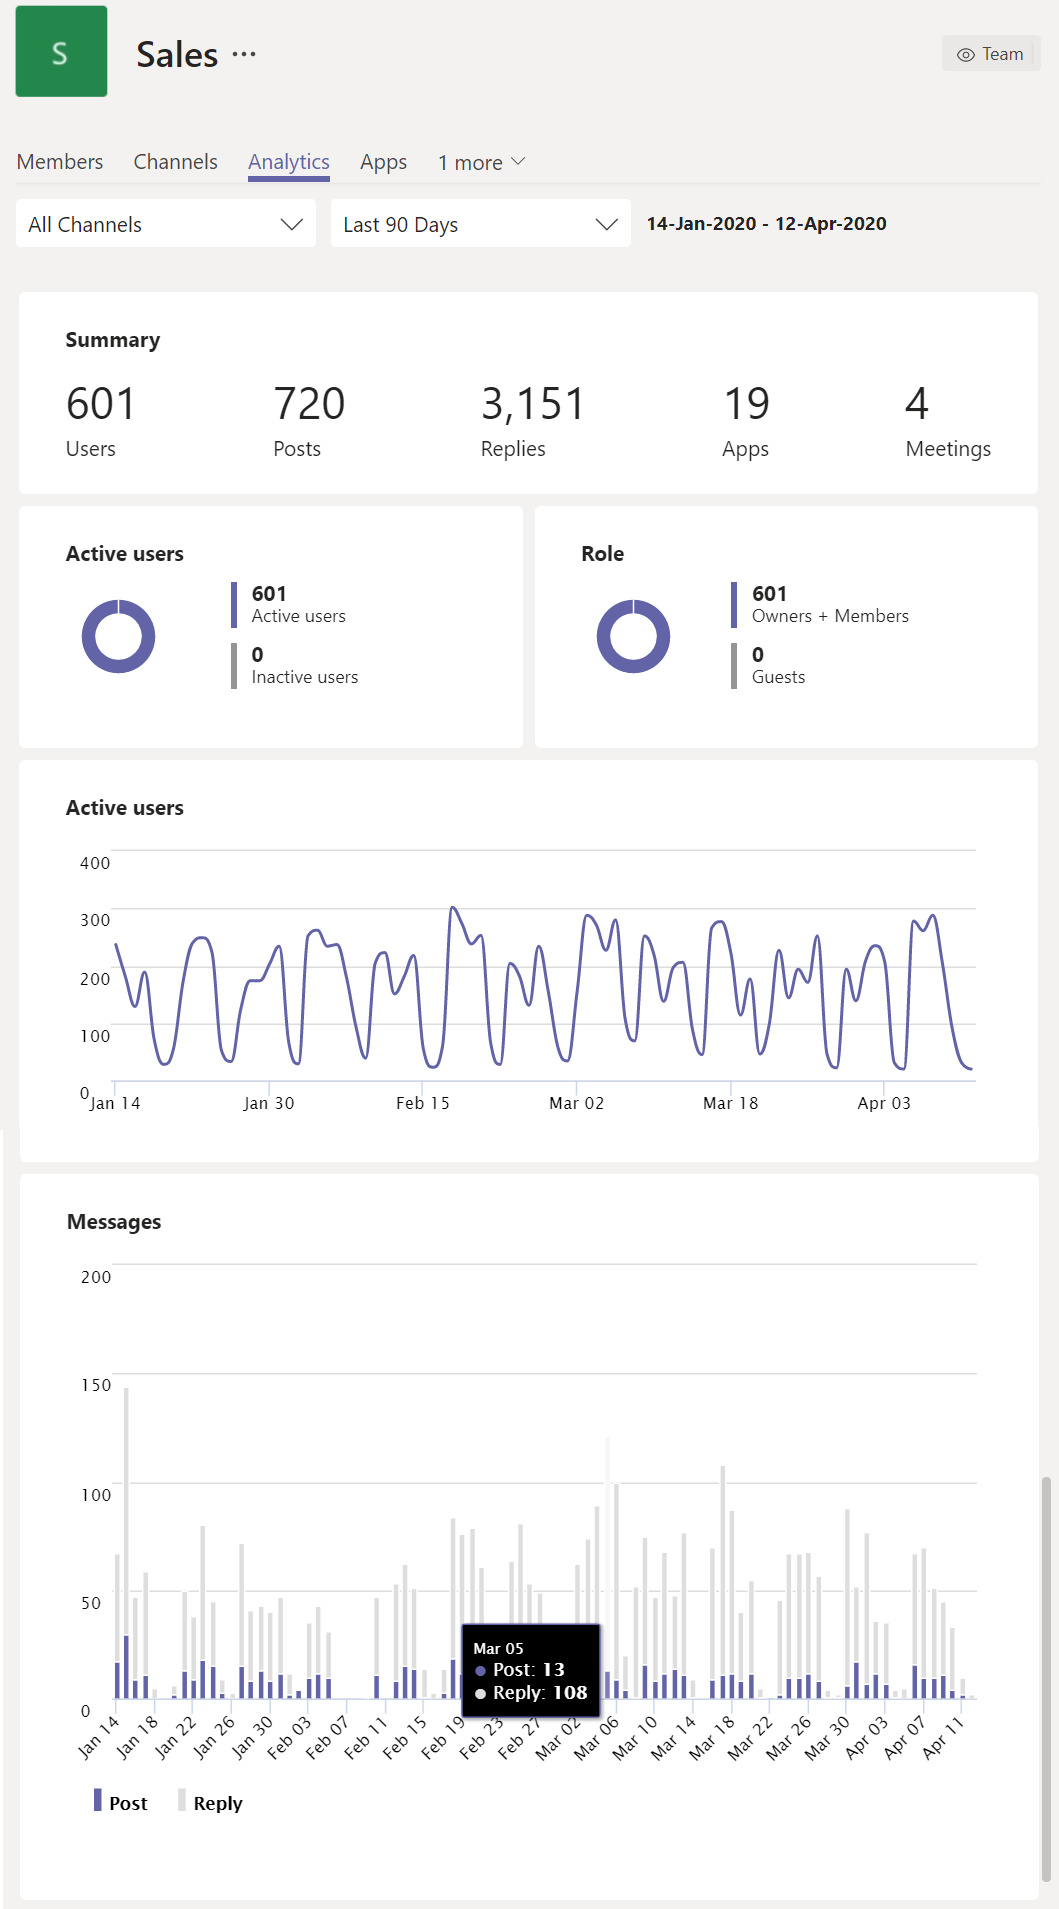 S
Sales ...
Team
Members Channels Analytics Apps 1 more
All Channels Last 90 Days 14-Jan-2020 - 12-Apr-2020
Summary
601 720 3,151 19 4
Users Posts Replies Apps Meetings
Active users
601
Active users
0
Inactive users
Role
601
Owners + Members
0
Guests
Active users
400
300
200
100
0
Jan 14 Jan 30 Feb 15 Mar 02 Mar 18 Apr 03
Messages
200
150
100
50
0
Mar 05
Post: 13
Reply: 108
Jan 14 Jan 18 Jan 22 Jan 26 Jan 30 Feb 03 Feb 07 Feb 11 Feb 15 Feb 19 Feb 23 Feb 27 Mar 02 Mar 06 Mar 10 Mar 14 Mar 18 Mar 22 Mar 26 Mar 30 Apr 03 Apr 07 Apr 11
Post Reply